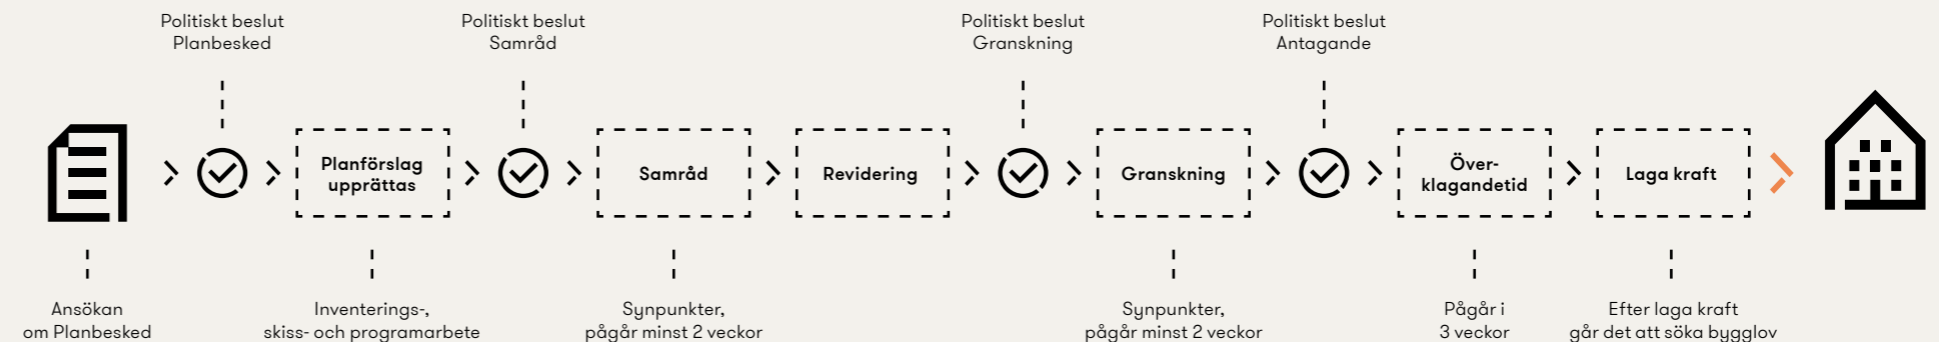 Politiskt beslut
Planbesked
Politiskt beslut
Samråd
Politiskt beslut
Granskning
Politiskt beslut
Antagande
Planförslag
upprättas
Samråd
Revidering
Granskning
Över-
klagandetid
Laga kraft
Ansökan
om Planbesked
Inventerings-,
skiss- och programarbete
Synpunkter,
pågår minst 2 veckor
Synpunkter,
pågår minst 2 veckor
Pågår i
3 veckor
Efter laga kraft
går det att söka bygglov